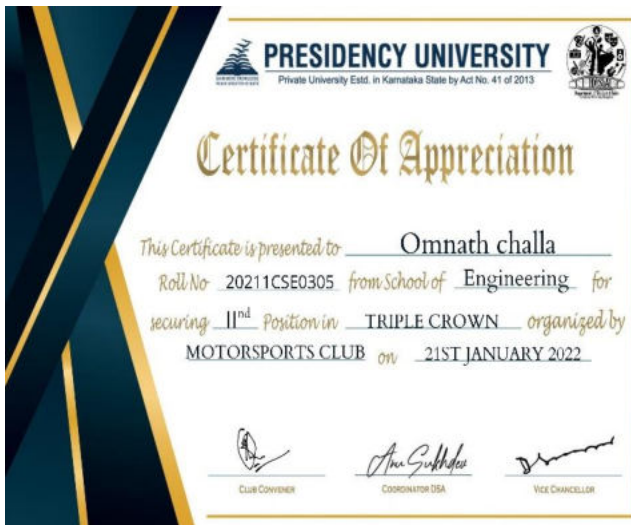 PRESIDENCY UNIVERSITY
Private University Estd. in Karnataka State by Act No. 41 of 2013
Certificate Of Appreciation
This Certificate is presented to Omnath challa
Roll No 20211CSE0305 from School of Engineering for
securing IInd Position in TRIPLE CROWN organized by
MOTORSPORTS CLUB on 21ST JANUARY 2022
Anu Sukhdev
CLUB CONVENER COORDINATOR DSA VICE CHANCELLOR